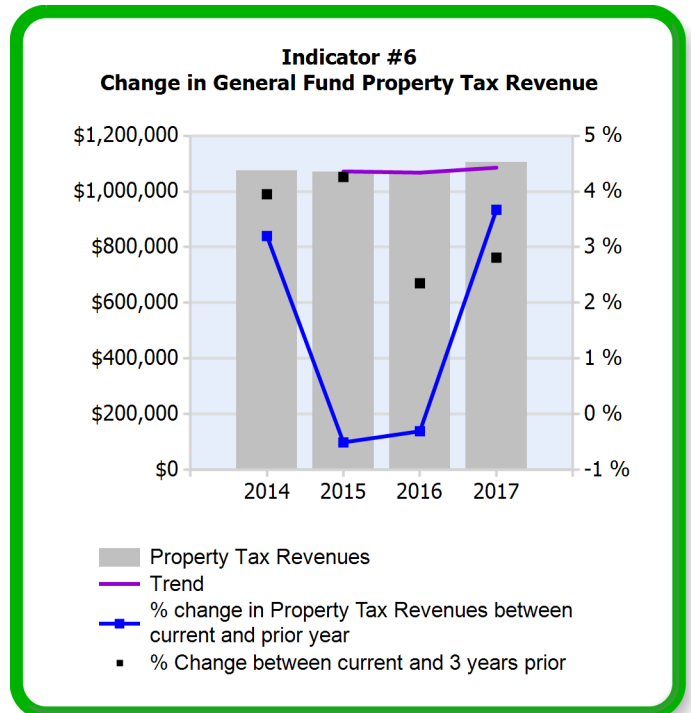 Indicator #6
Change in General Fund Property Tax Revenue
$1,200,000
$1,000,000
$800,000
$600,000
$400,000
$200,000
$0
5 %
4 %
3 %
2 %
1 %
0 %
-1 %
2014 2015 2016 2017
Property Tax Revenues
Trend
% change in Property Tax Revenues between
current and prior year
% Change between current and 3 years prior